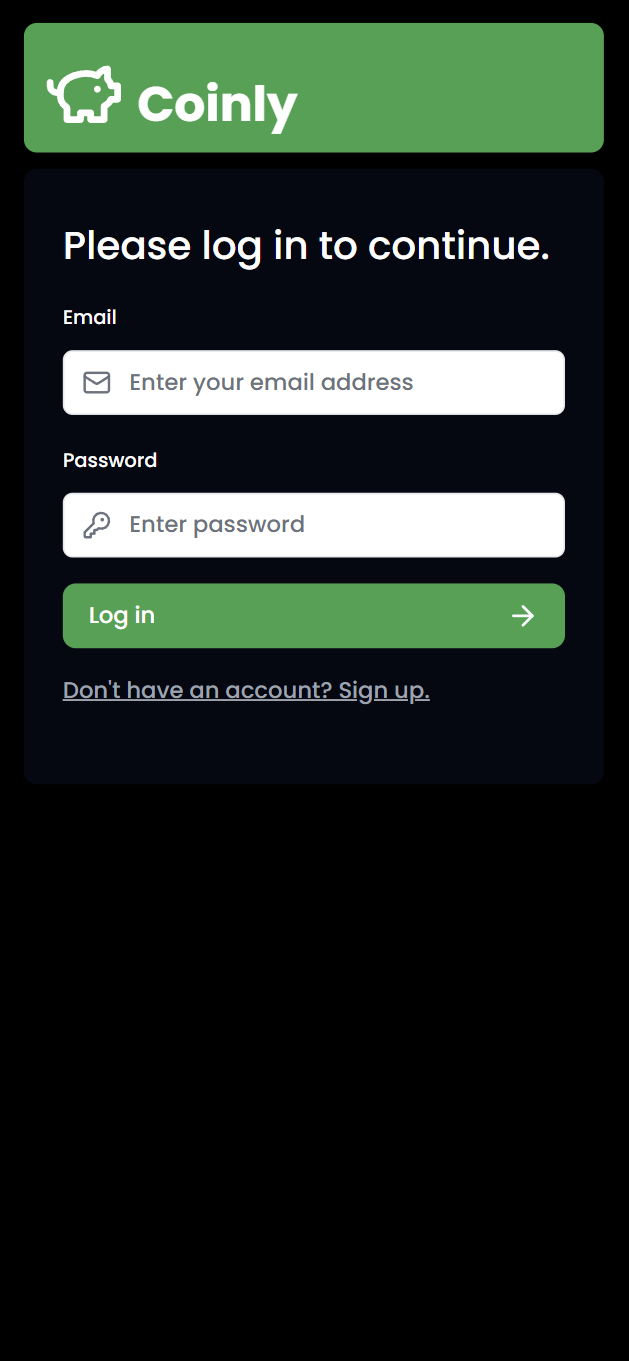 Coinly
Please log in to continue.
Email
Enter your email address
Password
Enter password
Log in
Don't have an account? Sign up.